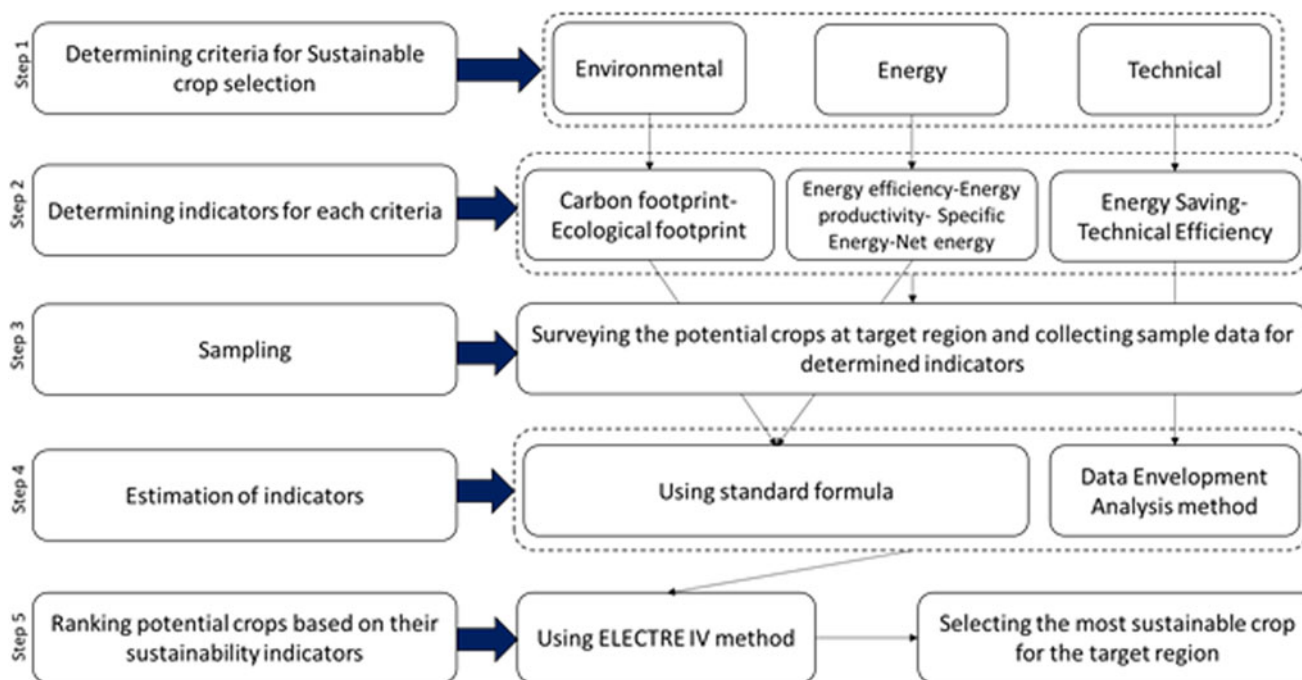 Step 1
Determining criteria for Sustainable
crop selection
Environmental
Energy
Technical
Step 2
Determining indicators for each criteria
Carbon footprint-
Ecological footprint
Energy efficiency-Energy
productivity- Specific
Energy-Net energy
Energy Saving-
Technical Efficiency
Step 3
Sampling
Surveying the potential crops at target region and collecting sample data for
determined indicators
Step 4
Estimation of indicators
Using standard formula
Data Envelopment
Analysis method
Step 5
Ranking potential crops based on their
sustainability indicators
Using ELECTRE IV method
Selecting the most sustainable crop
for the target region